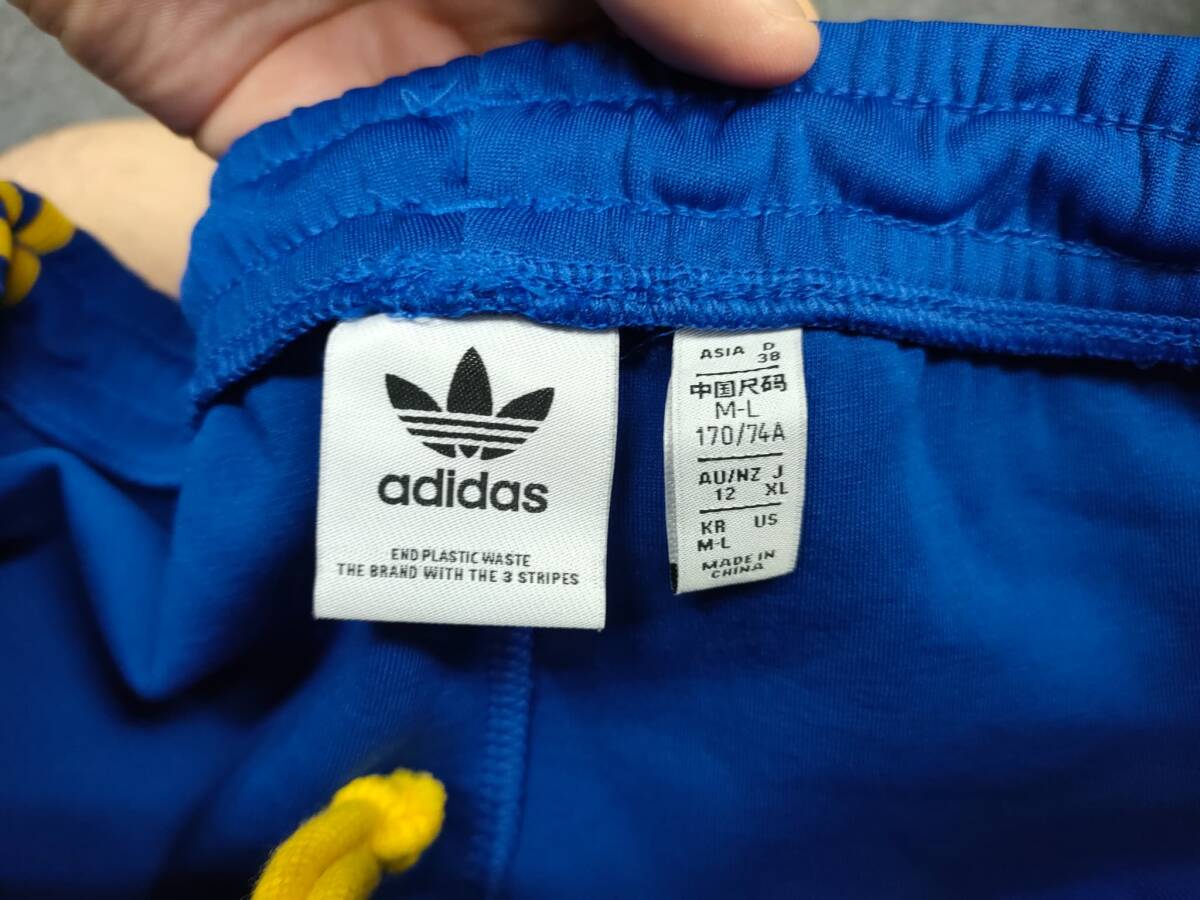 adidas
END PLASTIC WASTE
THE BRAND WITH THE 3 STRIPES
ASIA D 38
中国尺码
M-L
170/74A
AU/NZ 12 J XL
KR M-L US
MADE IN
CHINA